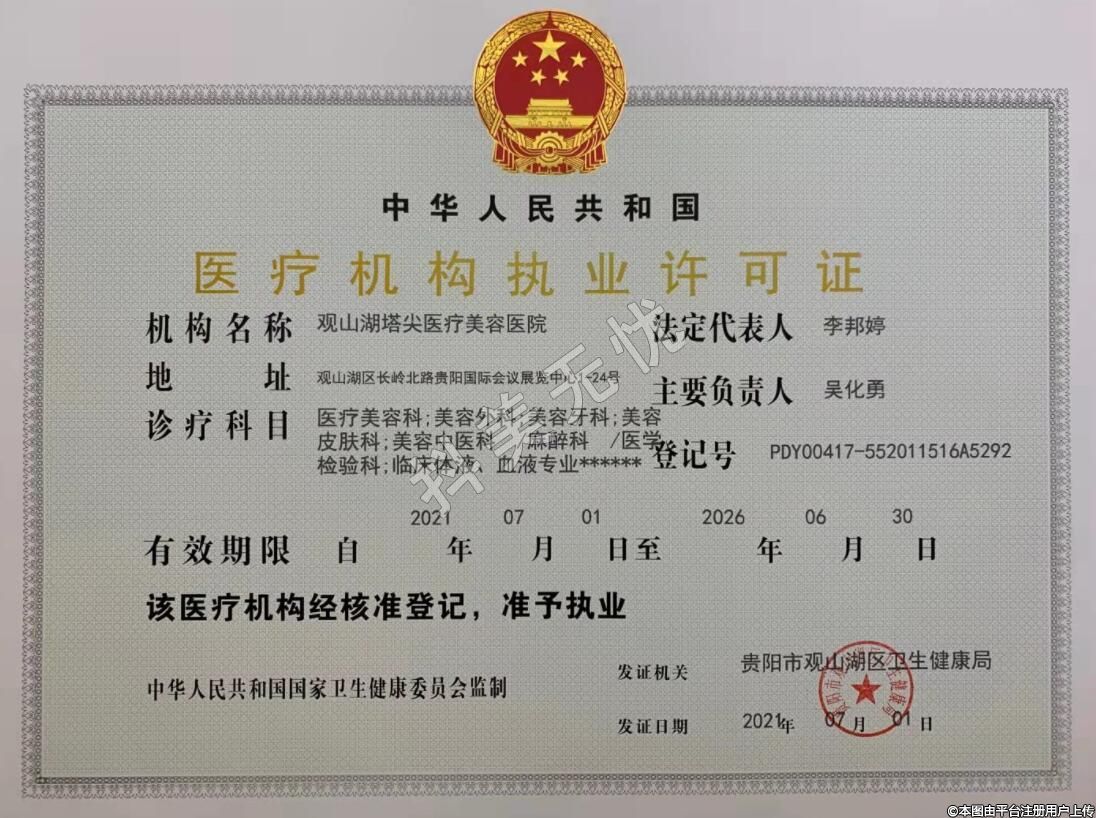 中华人民共和国
医疗机构执业许可证
机构名称 观山湖塔尖医疗美容医院 法定代表人 李邦婷
地址 观山湖区长岭北路贵阳国际会议展览中心1-24号 主要负责人 吴化勇
诊疗科目 医疗美容科;美容外科;美容牙科;美容
皮肤科;美容中医科 /麻醉科 /医学
检验科;临床体液、血液专业****** 登记号 PDY00417-552011516A5292
有效期限 自 2021 年 07 月 01 日至 2026 年 06 月 30 日
该医疗机构经核准登记，准予执业
中华人民共和国国家卫生健康委员会监制
发证机关 贵阳市观山湖区卫生健康局
发证日期 2021年 07月 01日
抖美无忧
©本图由平台注册用户上传